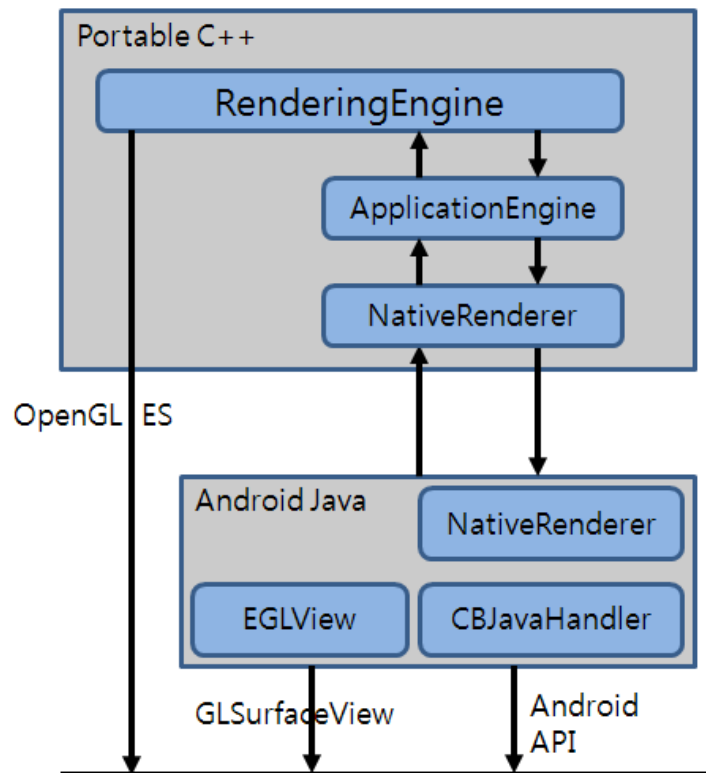 Portable C++
RenderingEngine
ApplicationEngine
NativeRenderer
OpenGL ES
Android Java
NativeRenderer
EGLView
CBJavaHandler
GLSurfaceView
Android
API